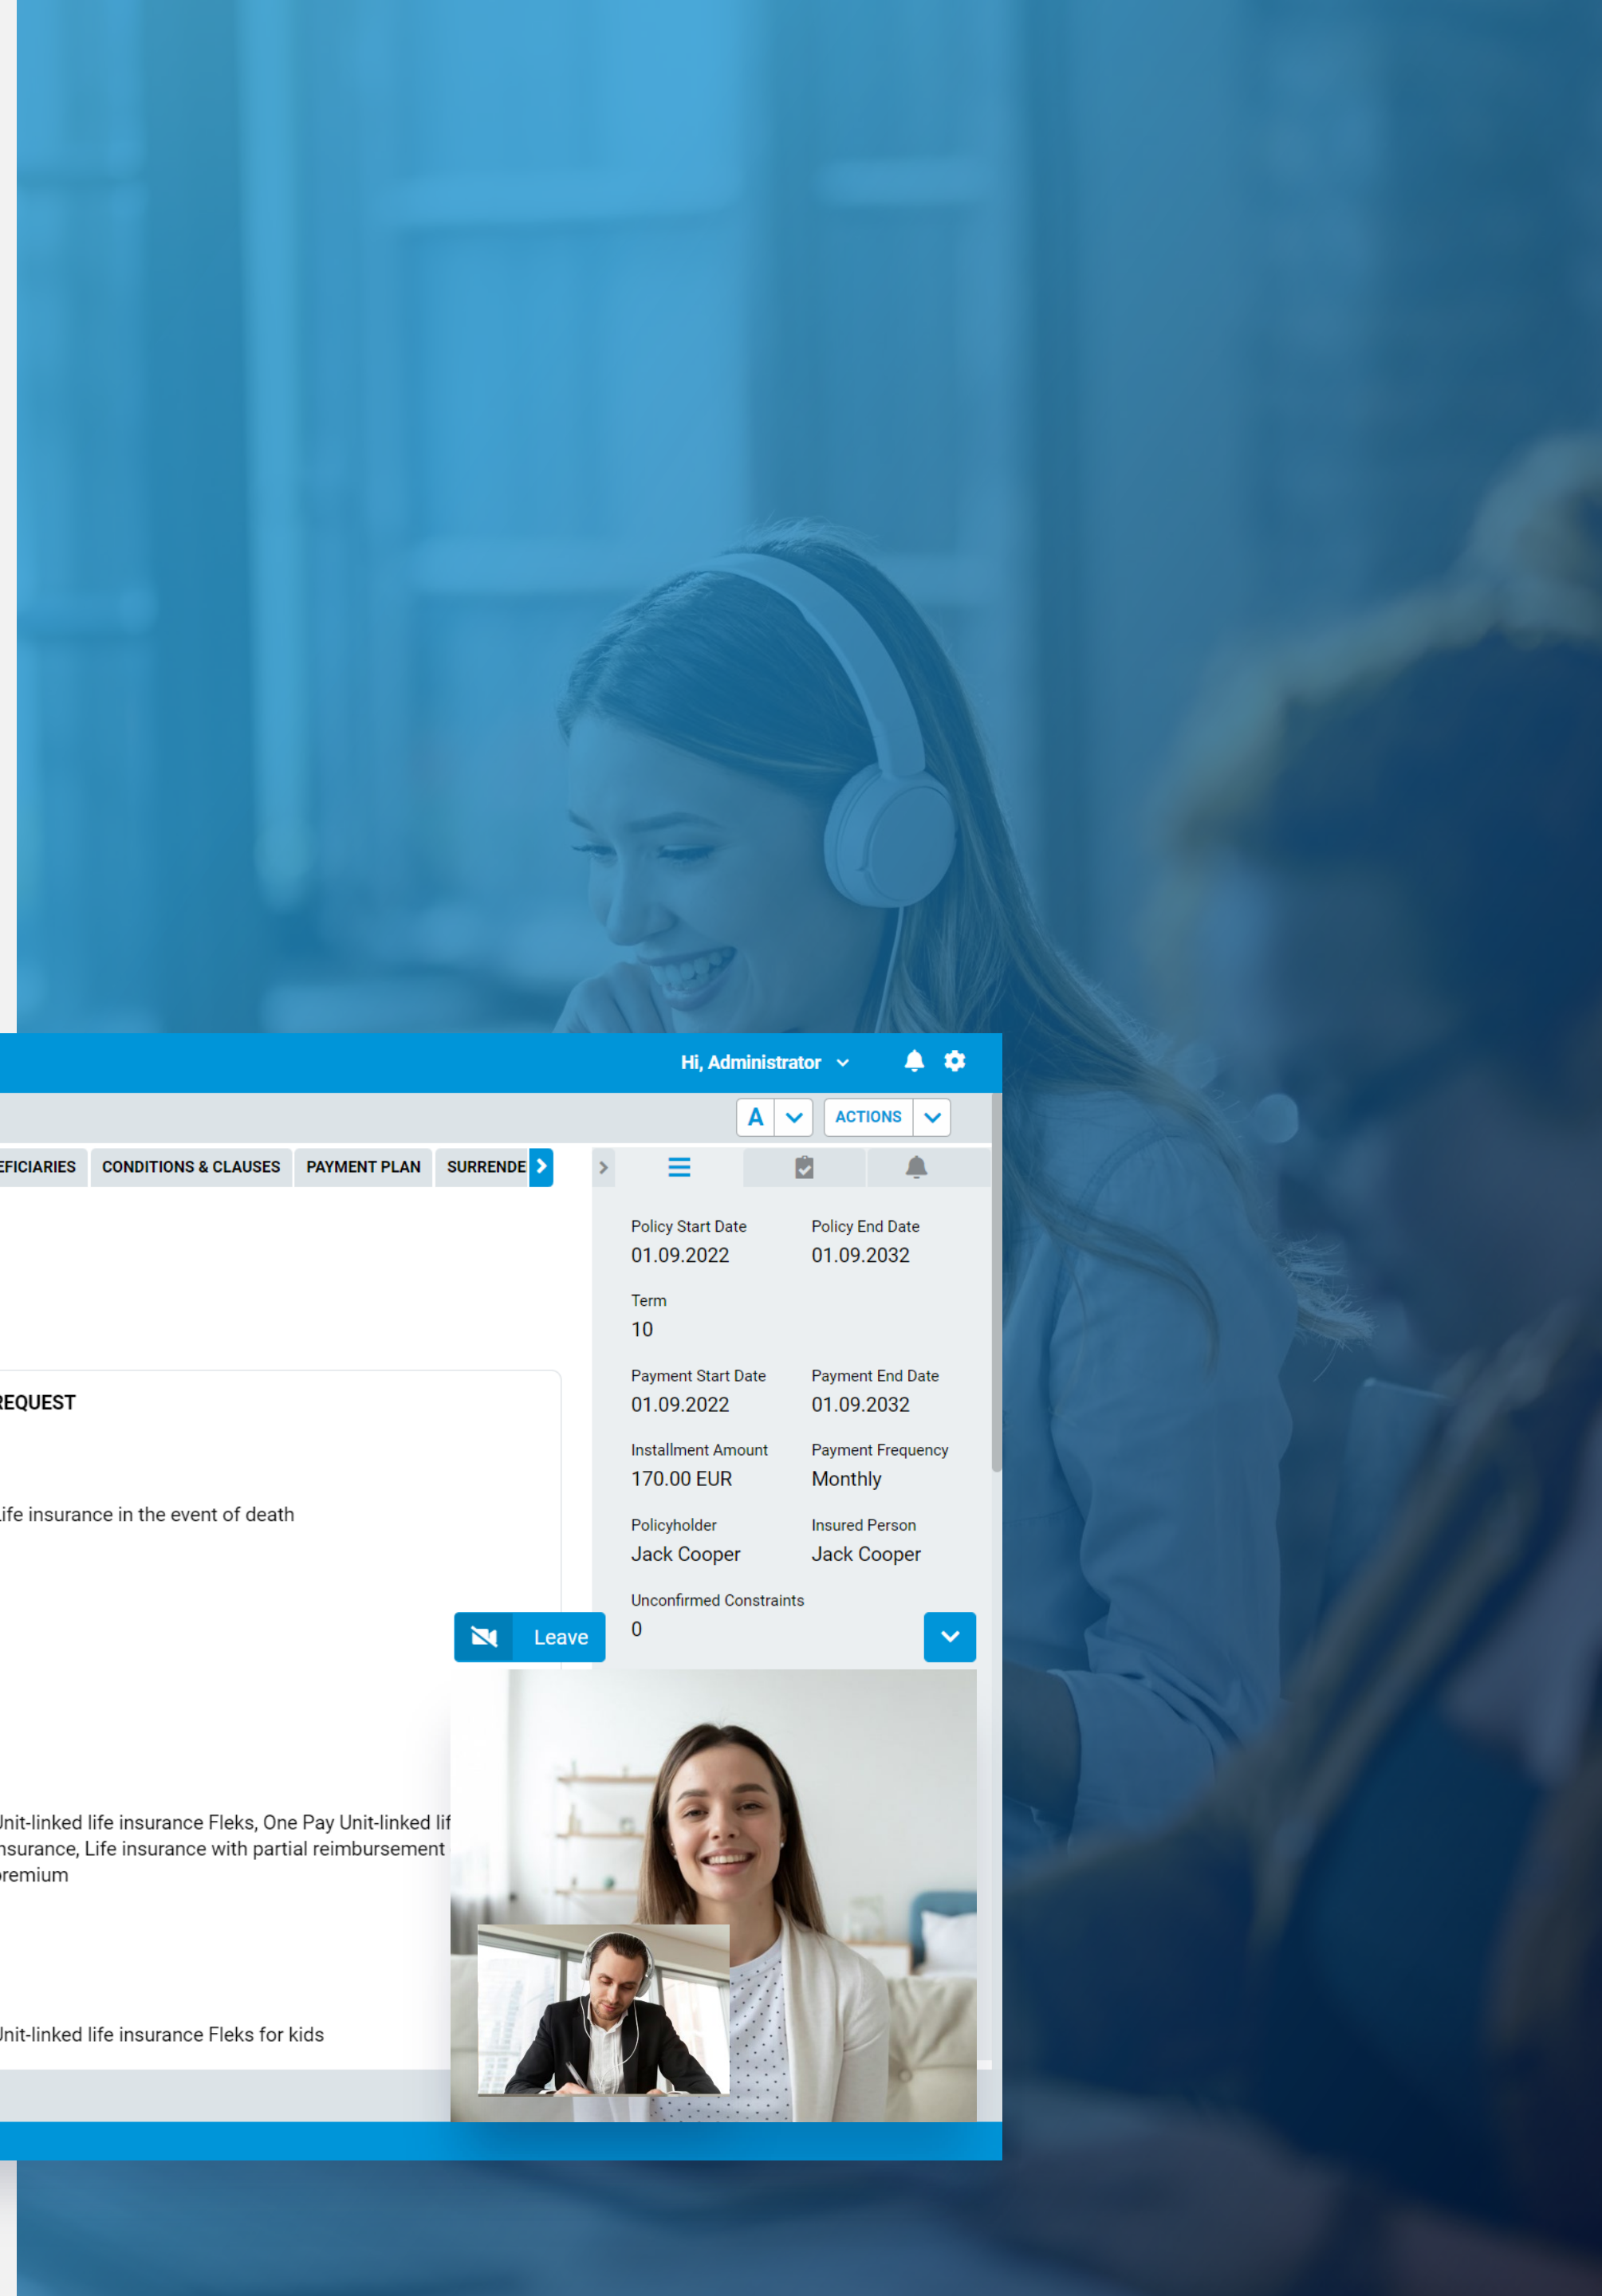 Hi, Administrator
A
ACTIONS
EFICIARIES
CONDITIONS & CLAUSES
PAYMENT PLAN
SURRENDE
Policy Start Date
Policy End Date
01.09.2022
01.09.2032
Term
10
Payment Start Date
Payment End Date
01.09.2022
01.09.2032
Installment Amount
Payment Frequency
170.00 EUR
Monthly
Policyholder
Insured Person
Jack Cooper
Jack Cooper
Unconfirmed Constraints
0
REQUEST
Life insurance in the event of death
Leave
Unit-linked life insurance Fleks, One Pay Unit-linked lif
nsurance, Life insurance with partial reimbursement
premium
Unit-linked life insurance Fleks for kids